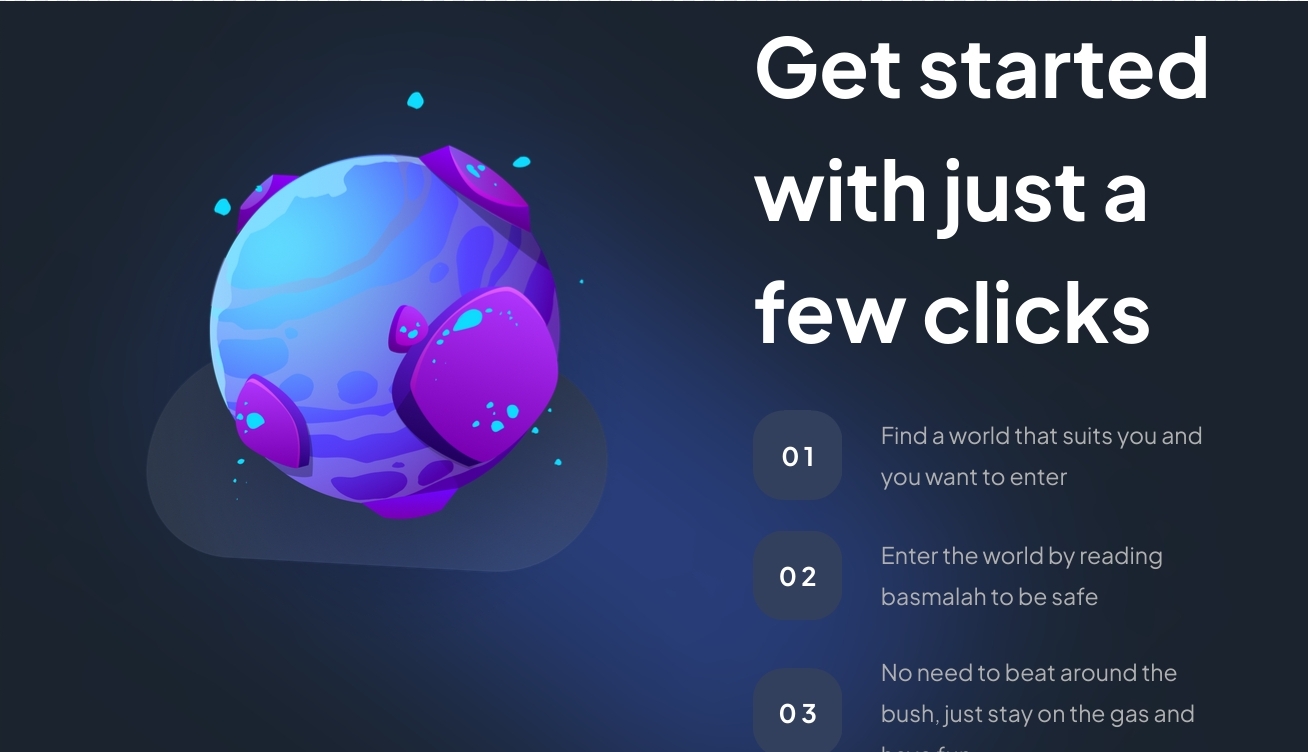 Get started
with just a
few clicks
01
Find a world that suits you and
you want to enter
02
Enter the world by reading
basmalah to be safe
03
No need to beat around the
bush, just stay on the gas and
have fun